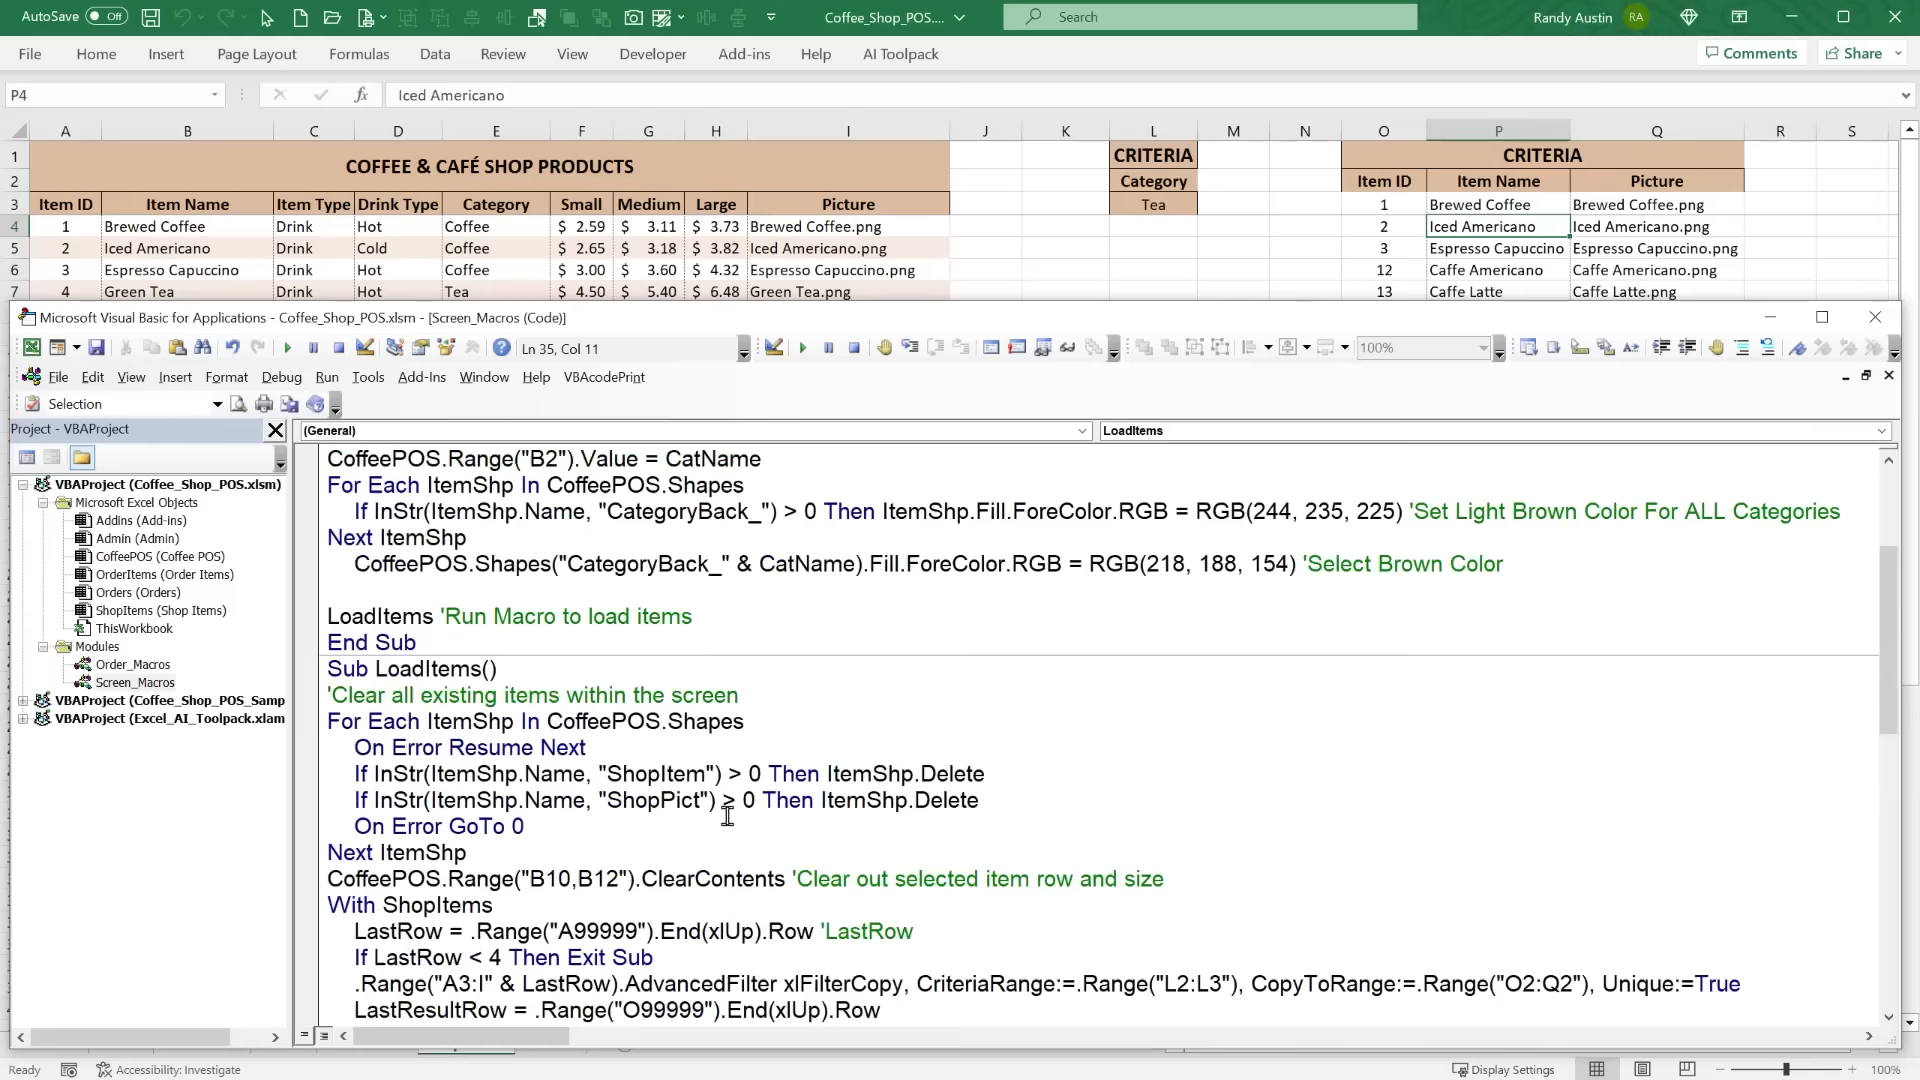 AutoSave Off Coffee_Shop_POS.... Search Randy Austin RA
File Home Insert Page Layout Formulas Data Review View Developer Add-ins Help AI Toolpack Comments Share
P4 fx Iced Americano
A B C D E F G H I J K L M N O P Q R S
1 COFFEE & CAFÉ SHOP PRODUCTS CRITERIA CRITERIA
2 Category Item ID Item Name Picture
3 Item ID Item Name Item Type Drink Type Category Small Medium Large Picture Tea 1 Brewed Coffee Brewed Coffee.png
4 1 Brewed Coffee Drink Hot Coffee $ 2.59 $ 3.11 $ 3.73 Brewed Coffee.png 2 Iced Americano Iced Americano.png
5 2 Iced Americano Drink Cold Coffee $ 2.65 $ 3.18 $ 3.82 Iced Americano.png 3 Espresso Capuccino Espresso Capuccino.png
6 3 Espresso Capuccino Drink Hot Coffee $ 3.00 $ 3.60 $ 4.32 Espresso Capuccino.png 12 Caffe Americano Caffe Americano.png
7 4 Green Tea Drink Hot Tea $ 4.50 $ 5.40 $ 6.48 Green Tea.png 13 Caffe Latte Caffe Latte.png
Microsoft Visual Basic for Applications - Coffee_Shop_POS.xlsm - [Screen_Macros (Code)]
Ln 35, Col 11 100%
File Edit View Insert Format Debug Run Tools Add-Ins Window Help VBAcodePrint
Selection
Project - VBAProject
(General) LoadItems
VBAProject (Coffee_Shop_POS.xlsm)
Microsoft Excel Objects
Addins (Add-ins)
Admin (Admin)
CoffeePOS (Coffee POS)
OrderItems (Order Items)
Orders (Orders)
ShopItems (Shop Items)
ThisWorkbook
Modules
Order_Macros
Screen_Macros
VBAProject (Coffee_Shop_POS_Samp
VBAProject (Excel_AI_Toolpack.xlam
CoffeePOS.Range("B2").Value = CatName
For Each ItemShp In CoffeePOS.Shapes
If InStr(ItemShp.Name, "CategoryBack_") > 0 Then ItemShp.Fill.ForeColor.RGB = RGB(244, 235, 225) 'Set Light Brown Color For ALL Categories
Next ItemShp
CoffeePOS.Shapes("CategoryBack_" & CatName).Fill.ForeColor.RGB = RGB(218, 188, 154) 'Select Brown Color
LoadItems 'Run Macro to load items
End Sub
Sub LoadItems()
'Clear all existing items within the screen
For Each ItemShp In CoffeePOS.Shapes
On Error Resume Next
If InStr(ItemShp.Name, "ShopItem") > 0 Then ItemShp.Delete
If InStr(ItemShp.Name, "ShopPict") > 0 Then ItemShp.Delete
On Error GoTo 0
Next ItemShp
CoffeePOS.Range("B10,B12").ClearContents 'Clear out selected item row and size
With ShopItems
LastRow = .Range("A99999").End(xlUp).Row 'LastRow
If LastRow < 4 Then Exit Sub
.Range("A3:I" & LastRow).AdvancedFilter xlFilterCopy, CriteriaRange:=.Range("L2:L3"), CopyToRange:=.Range("O2:Q2"), Unique:=True
LastResultRow = .Range("O99999").End(xlUp).Row
Ready Accessibility: Investigate Display Settings 100%